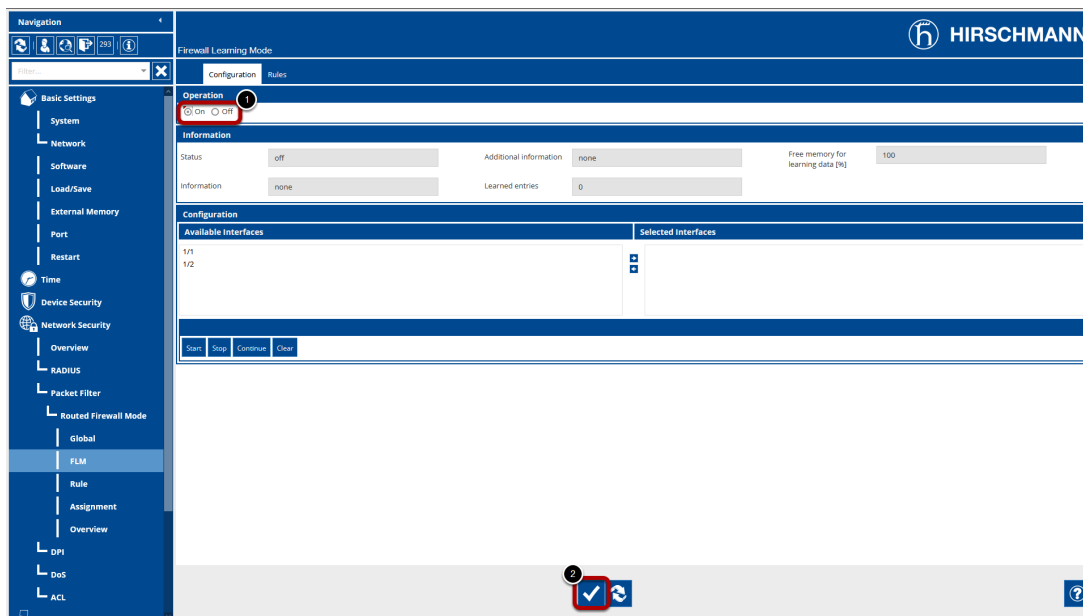 Navigation
293
HIRSCHMANN
Firewall Learning Mode
Filter...
Configuration Rules
Basic Settings
System
Network
Software
Load/Save
External Memory
Port
Restart
Time
Device Security
Network Security
Overview
RADIUS
Packet Filter
Routed Firewall Mode
Global
FLM
Rule
Assignment
Overview
DPI
DoS
ACL
Operation
1
On Off
Information
Status off Additional information none Free memory for learning data [%] 100
Information none Learned entries 0
Configuration
Available Interfaces Selected Interfaces
1/1
1/2
Start Stop Continue Clear
2
?